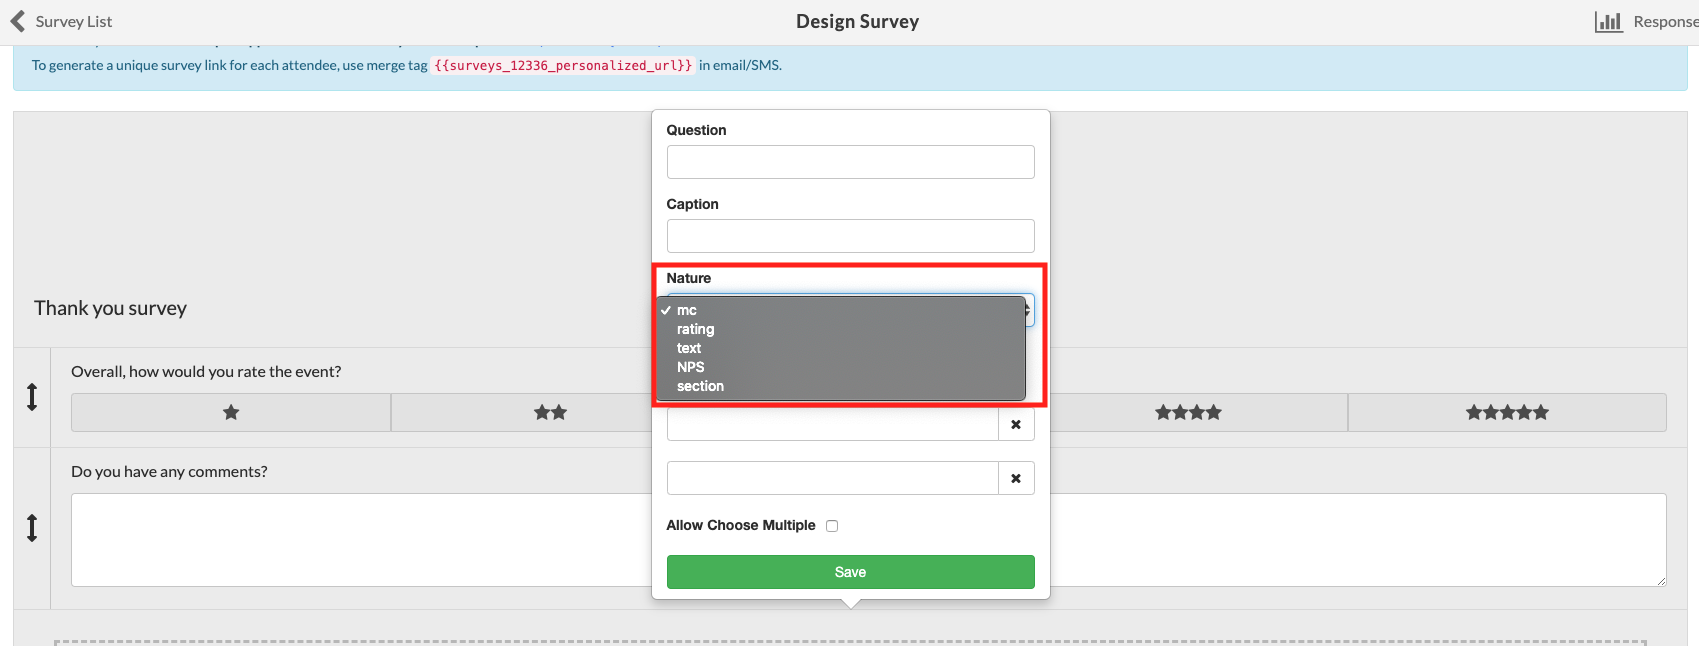 Survey List
Design Survey
Response
To generate a unique survey link for each attendee, use merge tag {{surveys_12336_personalized_url}} in email/SMS.
Question
Caption
Nature
mc
rating
text
NPS
section
Thank you survey
Overall, how would you rate the event?
Do you have any comments?
Allow Choose Multiple
Save